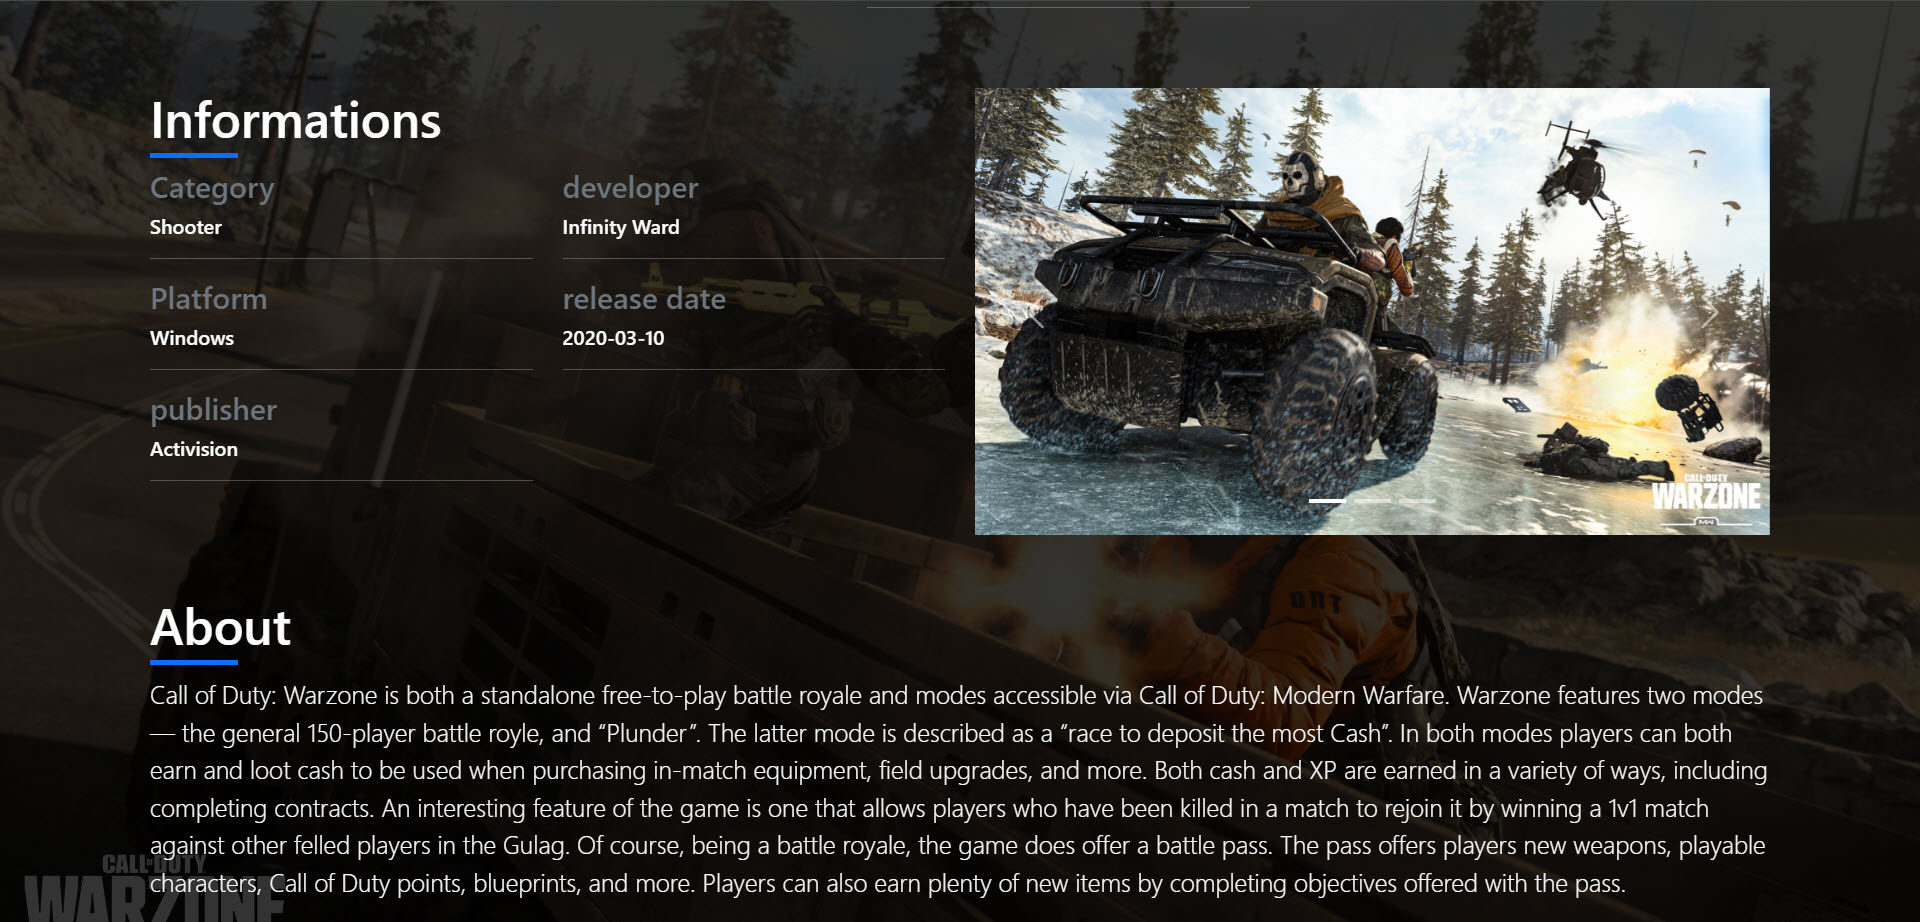 Informations
Category
Shooter
developer
Infinity Ward
Platform
Windows
release date
2020-03-10
publisher
Activision
CALL OF DUTY
WARZONE
MW
About
Call of Duty: Warzone is both a standalone free-to-play battle royale and modes accessible via Call of Duty: Modern Warfare. Warzone features two modes
— the general 150-player battle royle, and “Plunder”. The latter mode is described as a “race to deposit the most Cash”. In both modes players can both
earn and loot cash to be used when purchasing in-match equipment, field upgrades, and more. Both cash and XP are earned in a variety of ways, including
completing contracts. An interesting feature of the game is one that allows players who have been killed in a match to rejoin it by winning a 1v1 match
against other felled players in the Gulag. Of course, being a battle royale, the game does offer a battle pass. The pass offers players new weapons, playable
characters, Call of Duty points, blueprints, and more. Players can also earn plenty of new items by completing objectives offered with the pass.
CALL OF DUTY
WARZONE